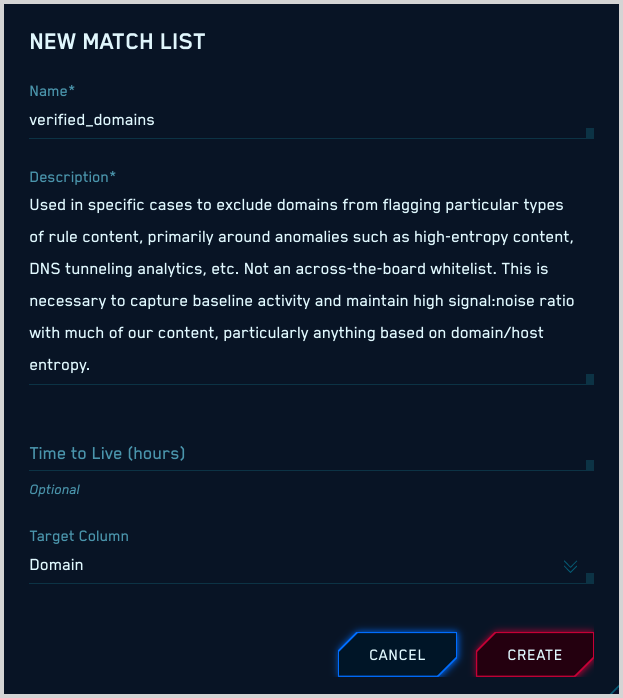 NEW MATCH LIST
Name*
verified_domains
Description*
Used in specific cases to exclude domains from flagging particular types
of rule content, primarily around anomalies such as high-entropy content,
DNS tunneling analytics, etc. Not an across-the-board whitelist. This is
necessary to capture baseline activity and maintain high signal:noise ratio
with much of our content, particularly anything based on domain/host
entropy.
Time to Live (hours)
Optional
Target Column
Domain
CANCEL
CREATE